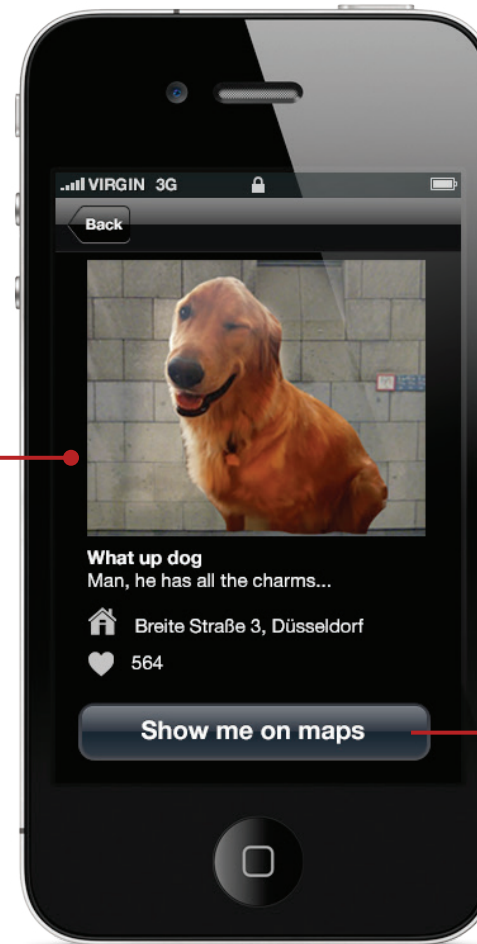 VIRGIN 3G
Back
What up dog
Man, he has all the charms...
Breite Straße 3, Düsseldorf
564
Show me on maps